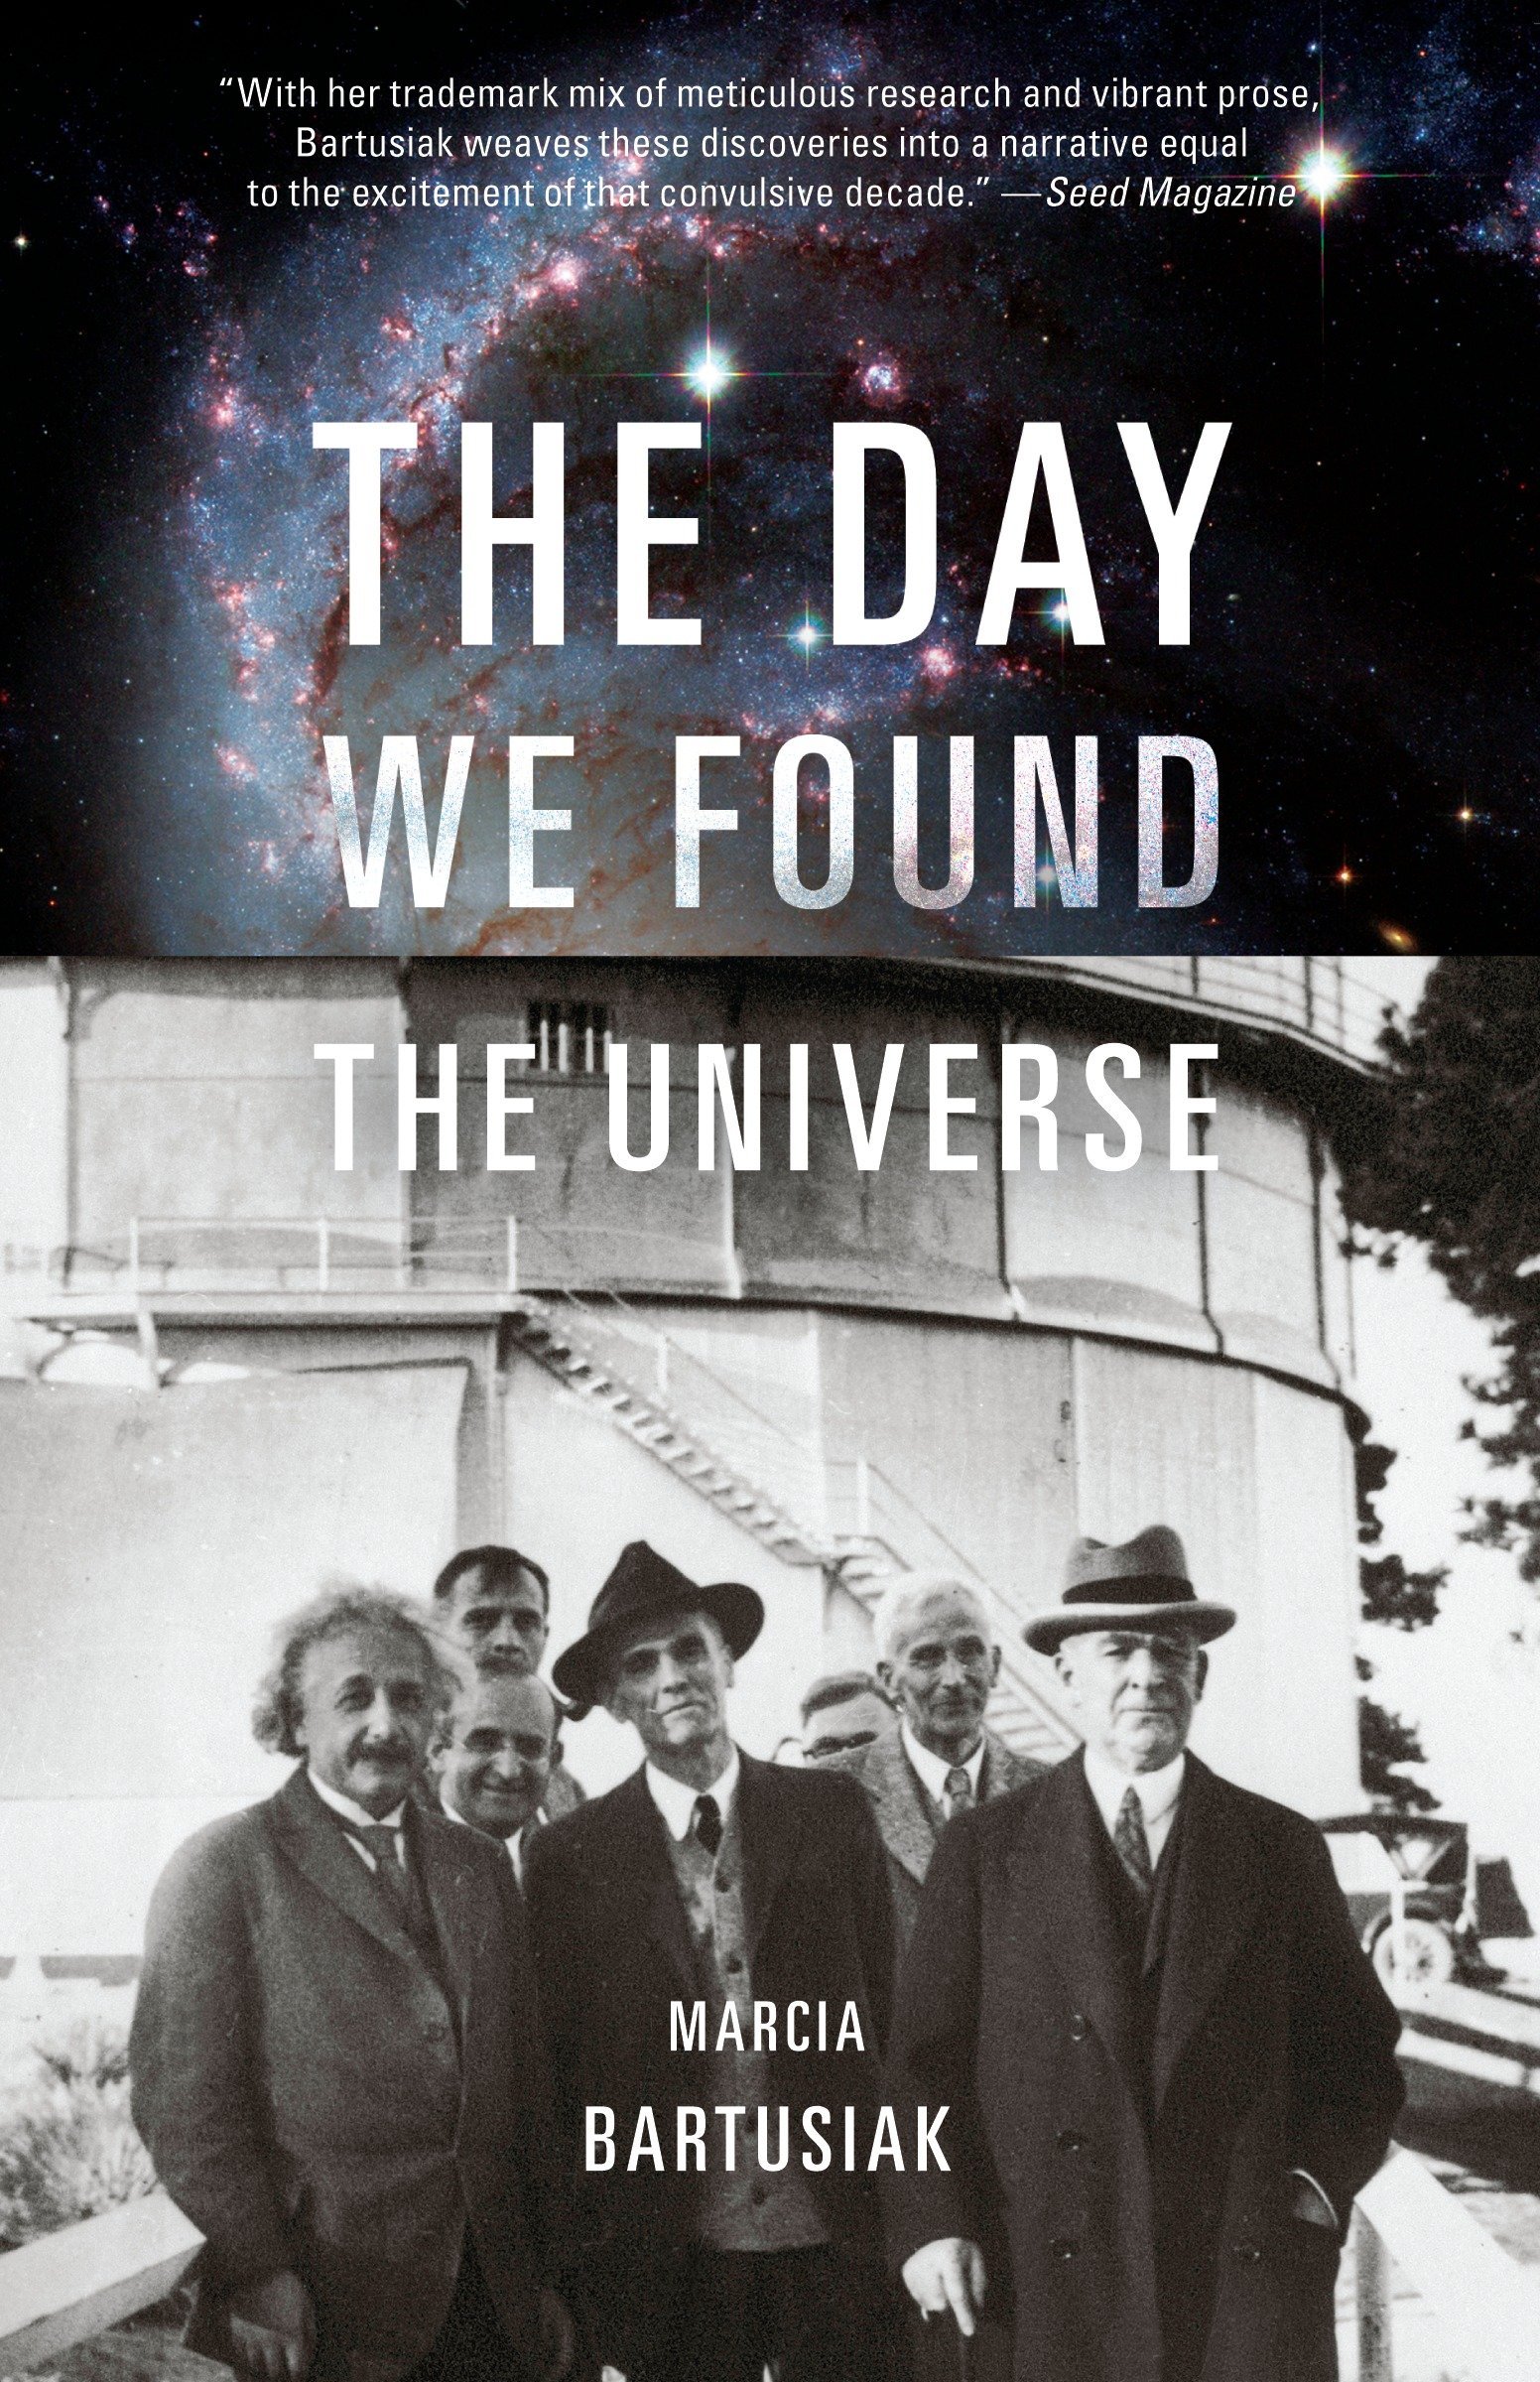 “With her trademark mix of meticulous research and vibrant prose,
Bartusiak weaves these discoveries into a narrative equal
to the excitement of that convulsive decade.” —Seed Magazine
THE DAY
WE FOUND
THE UNIVERSE
MARCIA
BARTUSIAK